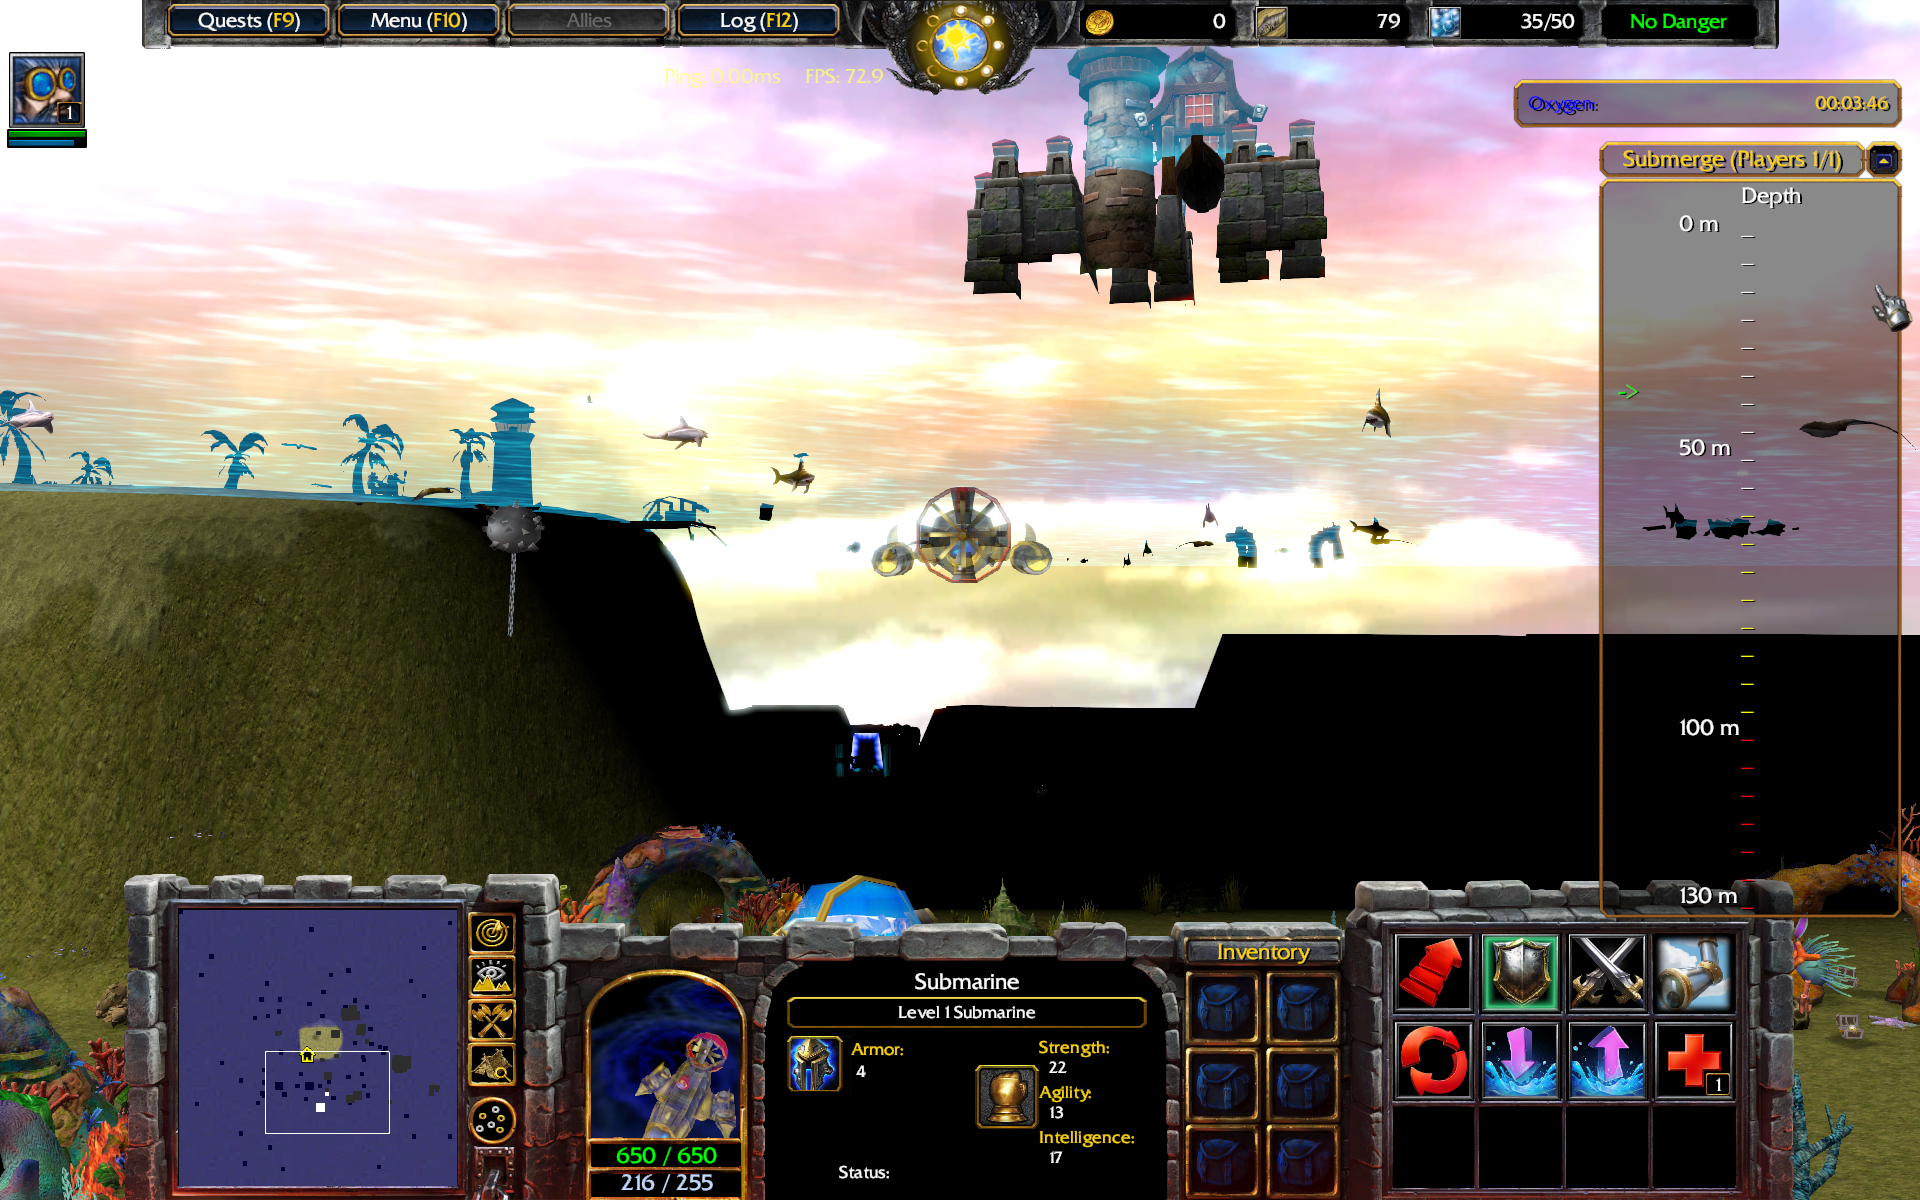 Quests (F9)
Menu (F10)
Allies
Log (F12)
0
79
35/50
No Danger
Ping: 0.00ms
FPS: 72.9
1
Oxygen:
00:03:46
Submerge (Players 1/1)
Depth
0 m
50 m
100 m
130 m
Submarine
Level 1 Submarine
Armor:
4
Strength:
22
Agility:
13
Intelligence:
17
Status:
650 / 650
216 / 255
Inventory
1